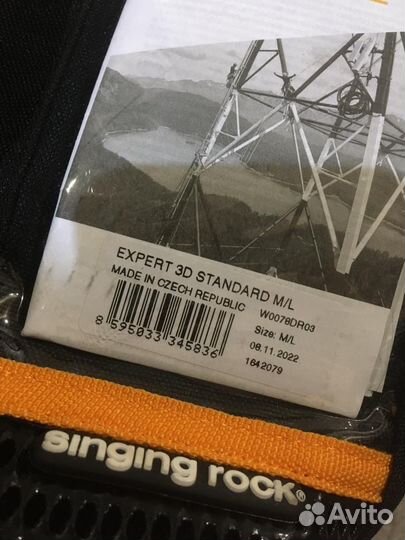 EXPERT 3D STANDARD M/L
MADE IN CZECH REPUBLIC
W0078DR03
Size: M/L
08.11.2022
1642079
8 595033 345836
singing rock®
Avito